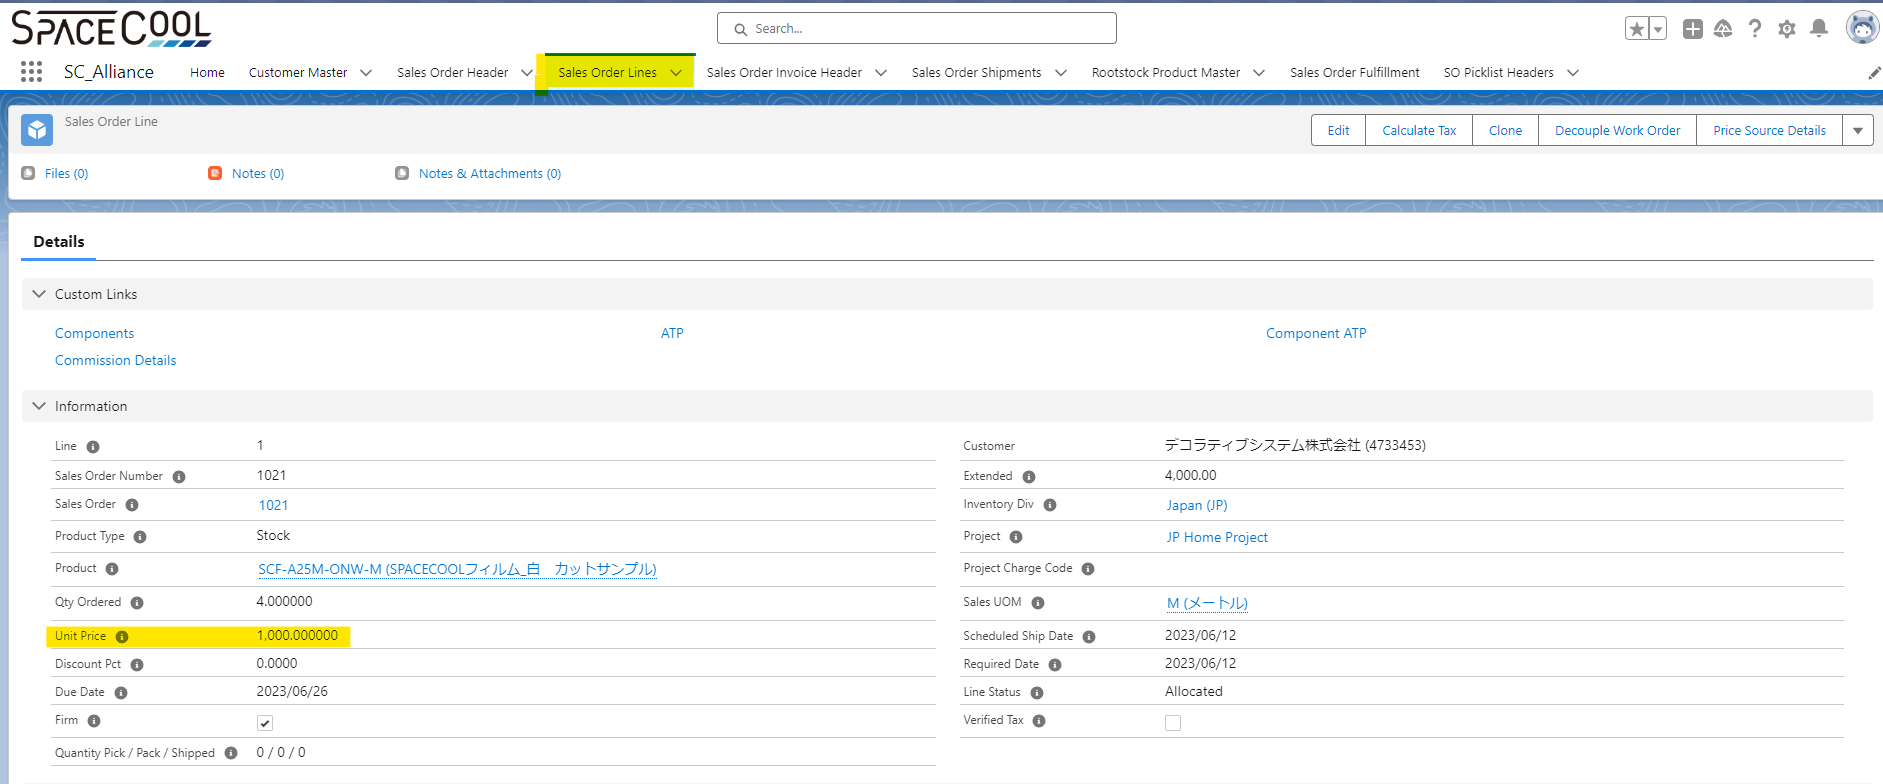 SPACECOOL
Search...
SC_Alliance
Home
Customer Master
Sales Order Header
Sales Order Lines
Sales Order Invoice Header
Sales Order Shipments
Rootstock Product Master
Sales Order Fulfillment
SO Picklist Headers
Sales Order Line
Edit
Calculate Tax
Clone
Decouple Work Order
Price Source Details
Files (0)
Notes (0)
Notes & Attachments (0)
Details
Custom Links
Components
ATP
Component ATP
Commission Details
Information
Line 1
Customer デコラティブシステム株式会社 (4733453)
Sales Order Number 1021
Extended 4,000.00
Sales Order 1021
Inventory Div Japan (JP)
Product Type Stock
Project JP Home Project
Product SCF-A25M-ONW-M (SPACECOOLフィルム_白　カットサンプル)
Project Charge Code
Qty Ordered 4.000000
Sales UOM M (メートル)
Unit Price 1,000.000000
Scheduled Ship Date 2023/06/12
Discount Pct 0.0000
Required Date 2023/06/12
Due Date 2023/06/26
Line Status Allocated
Firm
Verified Tax
Quantity Pick / Pack / Shipped 0 / 0 / 0